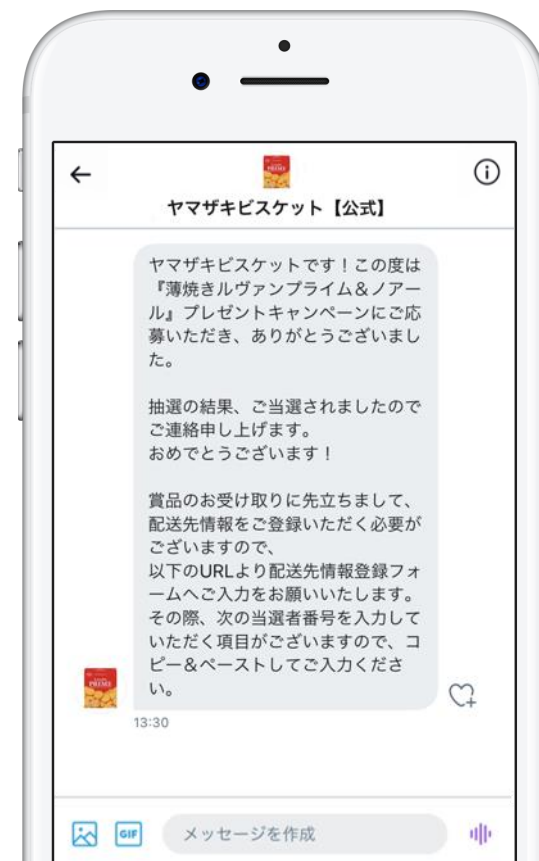 ヤマザキビスケット【公式】
ヤマザキビスケットです！この度は
『薄焼きルヴァンプライム＆ノアー
ル』プレゼントキャンペーンにご応
募いただき、ありがとうございまし
た。
抽選の結果、ご当選されましたので
ご連絡申し上げます。
おめでとうございます！
賞品のお受け取りに先立ちまして、
配送先情報をご登録いただく必要が
ございますので、
以下のURLより配送先情報登録フォ
ームへご入力をお願いいたします。
その際、次の当選者番号を入力して
いただく項目がございますので、コ
ピー＆ペーストしてご入力くださ
い。
13:30
GIF
メッセージを作成